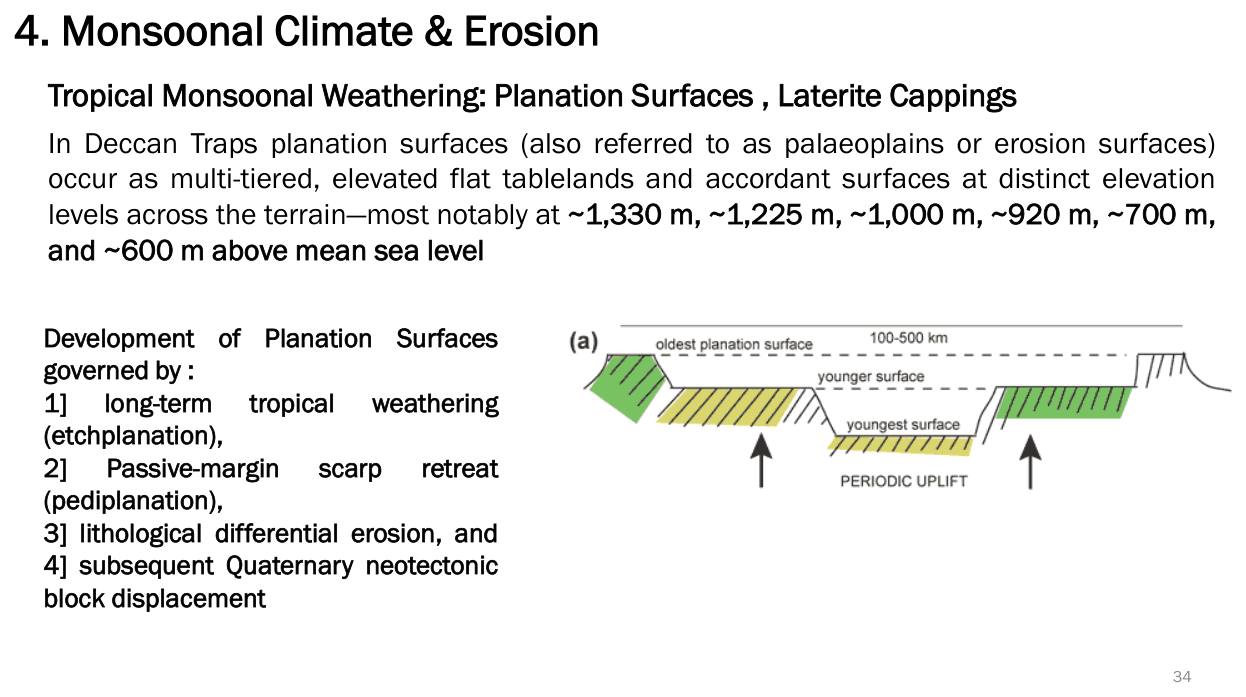 4. Monsoonal Climate & Erosion
Tropical Monsoonal Weathering: Planation Surfaces , Laterite Cappings
In Deccan Traps planation surfaces (also referred to as palaeoplains or erosion surfaces)
occur as multi-tiered, elevated flat tablelands and accordant surfaces at distinct elevation
levels across the terrain—most notably at ~1,330 m, ~1,225 m, ~1,000 m, ~920 m, ~700 m,
and ~600 m above mean sea level
Development of Planation Surfaces
governed by :
1] long-term tropical weathering
(etchplanation),
2] Passive-margin scarp retreat
(pediplanation),
3] lithological differential erosion, and
4] subsequent Quaternary neotectonic
block displacement
(a)
100-500 km
oldest planation surface
younger surface
youngest surface
PERIODIC UPLIFT
34